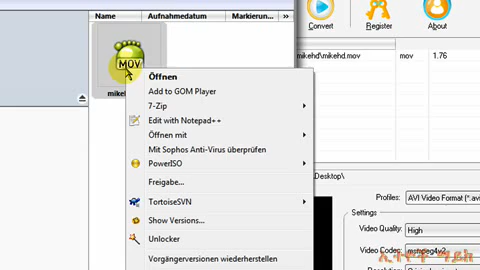 Name Aufnahmedatum Markierun... »
MOV
Öffnen
Add to GOM Player
7-Zip
Edit with Notepad++
Öffnen mit
Mit Sophos Anti-Virus überprüfen
PowerISO
Freigabe...
TortoiseSVN
Show Versions...
Unlocker
Vorgängerversionen wiederherstellen
Convert Register About
mikehd\mikehd.mov mov 1.76
Desktop\
Profiles: AVI Video Format (*.avi
Settings
Video Quality: High
Video Codec: msmpeg4v2